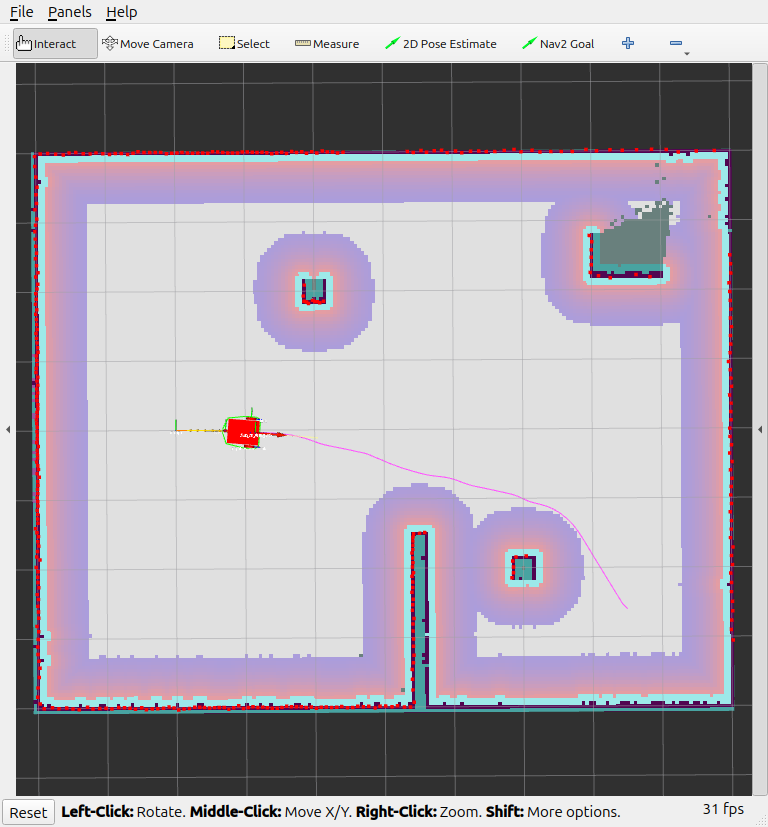 File Panels Help
Interact Move Camera Select Measure 2D Pose Estimate Nav2 Goal
Reset Left-Click: Rotate. Middle-Click: Move X/Y. Right-Click: Zoom. Shift: More options. 31 fps